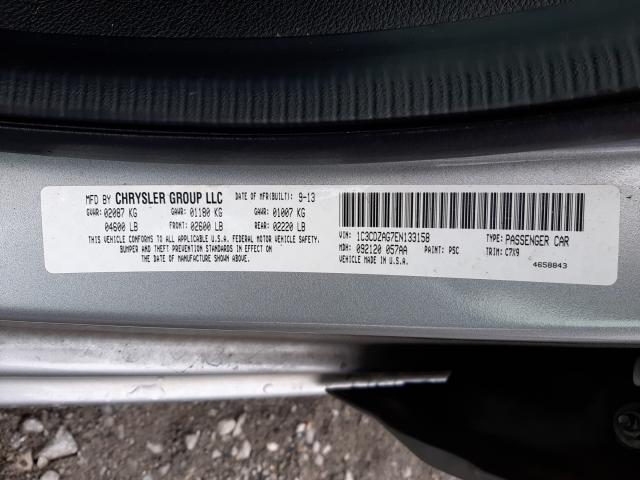 MFD BY CHRYSLER GROUP LLC DATE OF MFR(BUILT): 9-13
GVWR: 02087 KG GAWR: 01180 KG GAWR: 01007 KG
04600 LB FRONT: 02600 LB REAR: 02220 LB
THIS VEHICLE CONFORMS TO ALL APPLICABLE U.S.A. FEDERAL MOTOR VEHICLE SAFETY,
BUMPER AND THEFT PREVENTION STANDARDS IN EFFECT ON
THE DATE OF MANUFACTURE SHOWN ABOVE.
VIN: 1C3CDZAG7EN133158 TYPE: PASSENGER CAR
MDH: 092120 057AA PAINT: PSC TRIM: C7X9
VEHICLE MADE IN U.S.A. 4658843